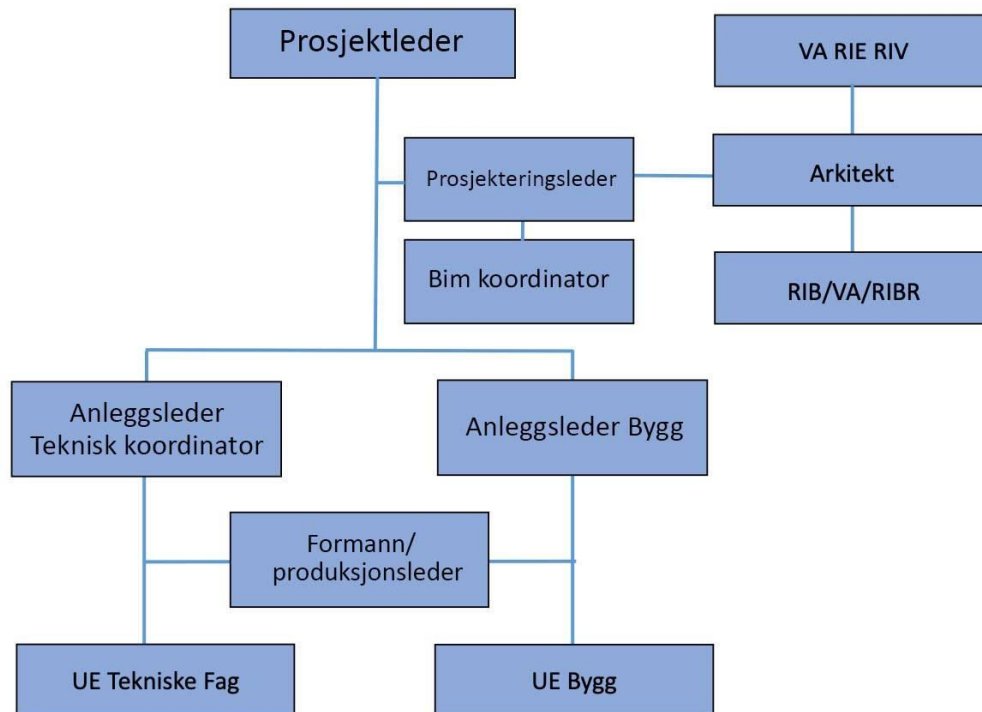 Prosjektleder
VA RIE RIV
Prosjekteringsleder
Arkitekt
Bim koordinator
RIB/VA/RIBR
Anleggsleder
Teknisk koordinator
Anleggsleder Bygg
Formann/
produksjonsleder
UE Tekniske Fag
UE Bygg